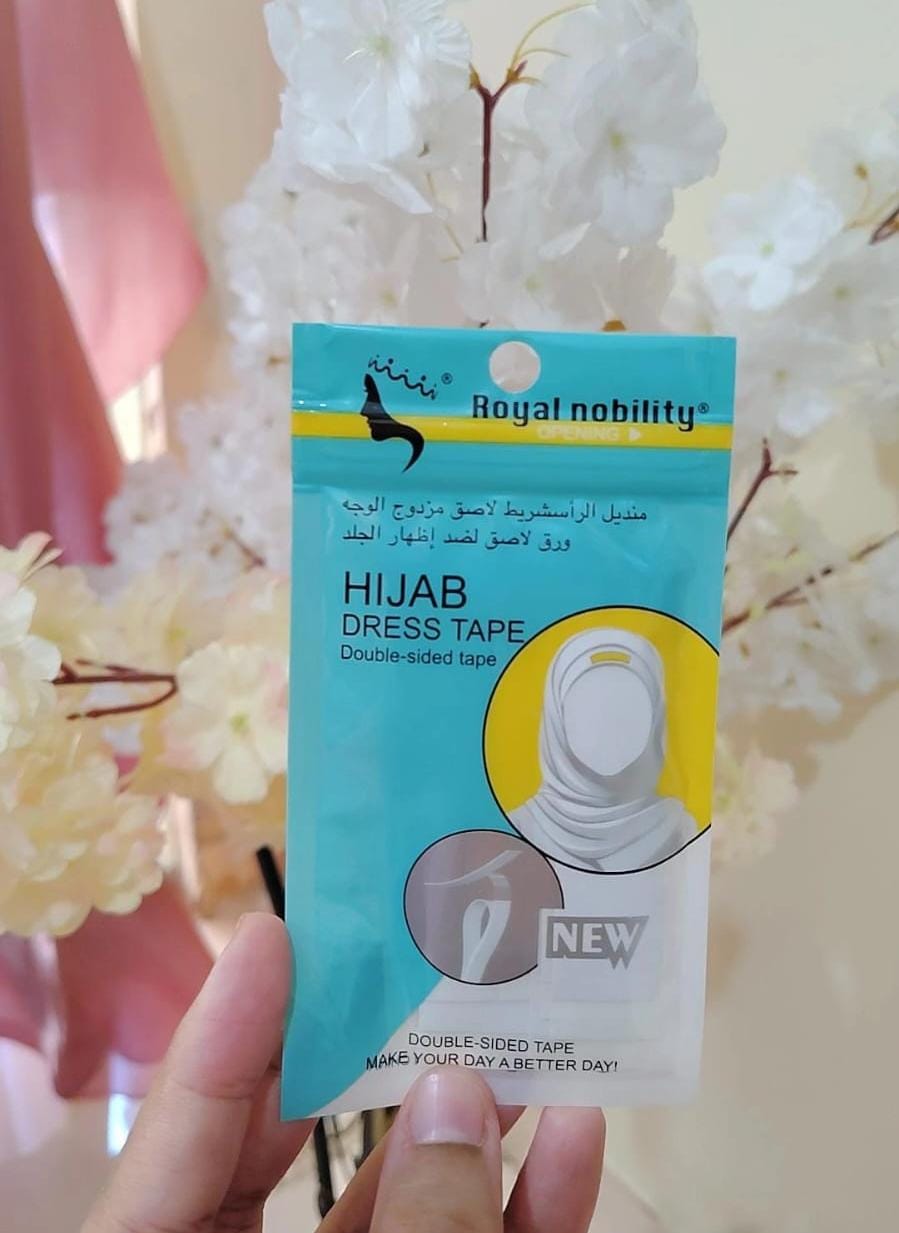 Royal nobility®
OPENING
منديل الرأسشريط لاصق مزدوج الوجه
ورق لاصق لضد إظهار الجلد
HIJAB
DRESS TAPE
Double-sided tape
NEW
DOUBLE-SIDED TAPE
MAKE YOUR DAY A BETTER DAY!